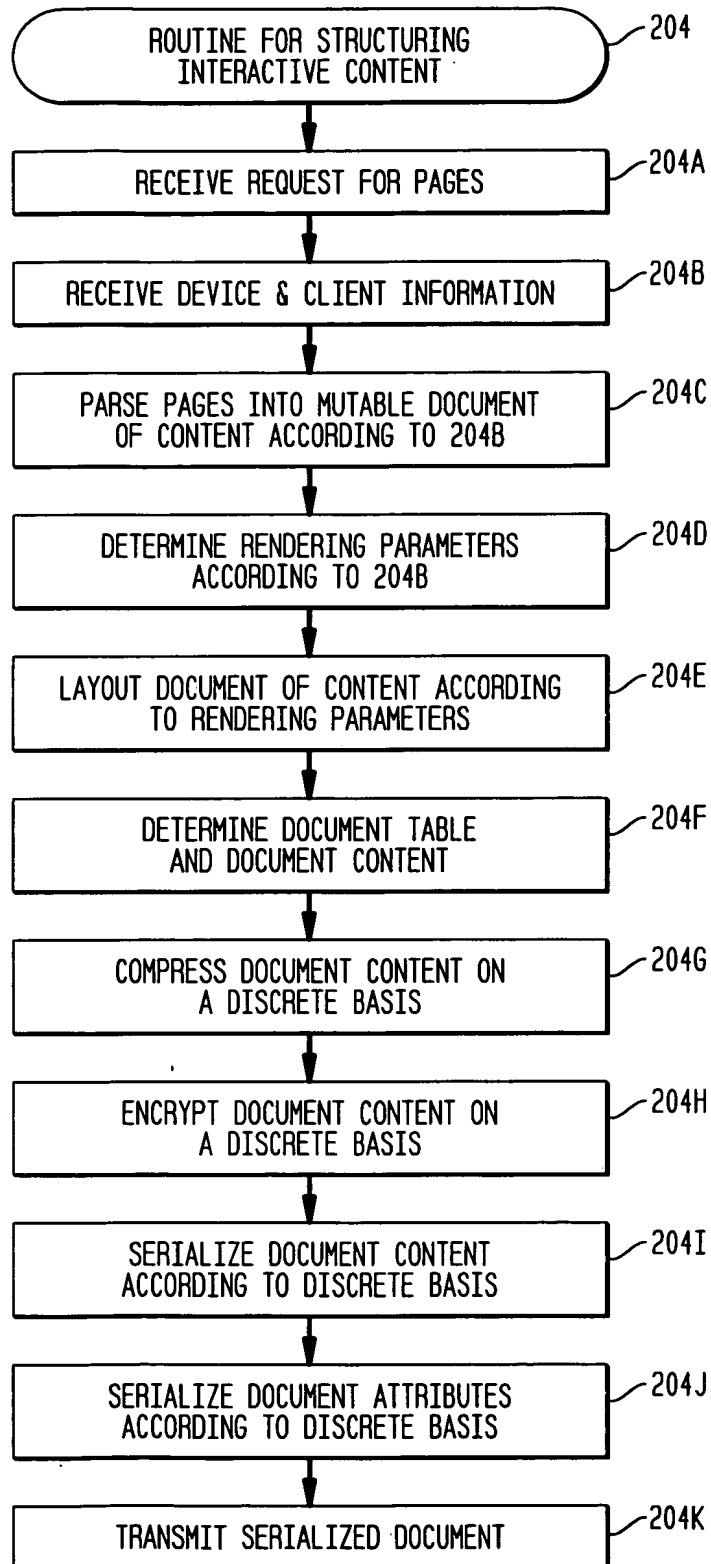 ROUTINE FOR STRUCTURING
INTERACTIVE CONTENT
204
RECEIVE REQUEST FOR PAGES
204A
RECEIVE DEVICE & CLIENT INFORMATION
204B
PARSE PAGES INTO MUTABLE DOCUMENT
OF CONTENT ACCORDING TO 204B
204C
DETERMINE RENDERING PARAMETERS
ACCORDING TO 204B
204D
LAYOUT DOCUMENT OF CONTENT ACCORDING
TO RENDERING PARAMETERS
204E
DETERMINE DOCUMENT TABLE
AND DOCUMENT CONTENT
204F
COMPRESS DOCUMENT CONTENT ON
A DISCRETE BASIS
204G
ENCRYPT DOCUMENT CONTENT ON
A DISCRETE BASIS
204H
SERIALIZE DOCUMENT CONTENT
ACCORDING TO DISCRETE BASIS
204I
SERIALIZE DOCUMENT ATTRIBUTES
ACCORDING TO DISCRETE BASIS
204J
TRANSMIT SERIALIZED DOCUMENT
204K